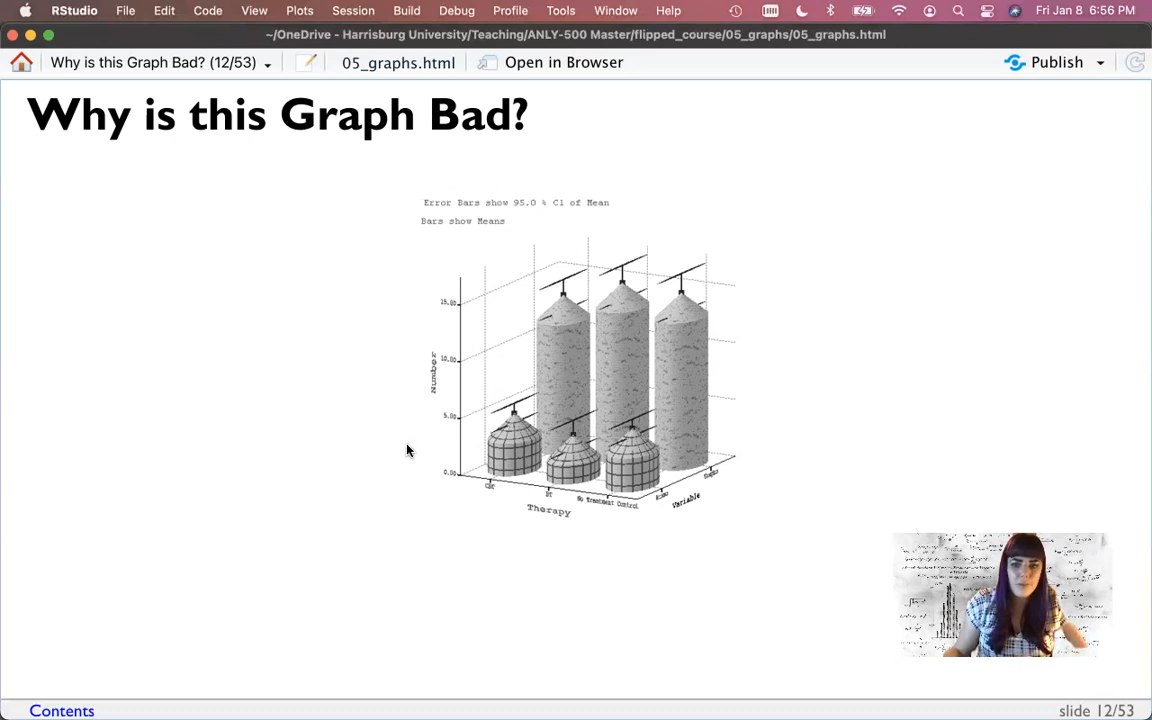 RStudio File Edit Code View Plots Session Build Debug Profile Tools Window Help Fri Jan 8 6:56 PM
~/OneDrive - Harrisburg University/Teaching/ANLY-500 Master/flipped_course/05_graphs/05_graphs.html
Why is this Graph Bad? (12/53) 05_graphs.html Open in Browser Publish
Why is this Graph Bad?
Error Bars show 95.0 % C1 of Mean
Bars show Means
15.00
10.00
5.00
0.00
Number
CBT
BT
No Treatment Control
Therapy
Variable
Contents
slide 12/53